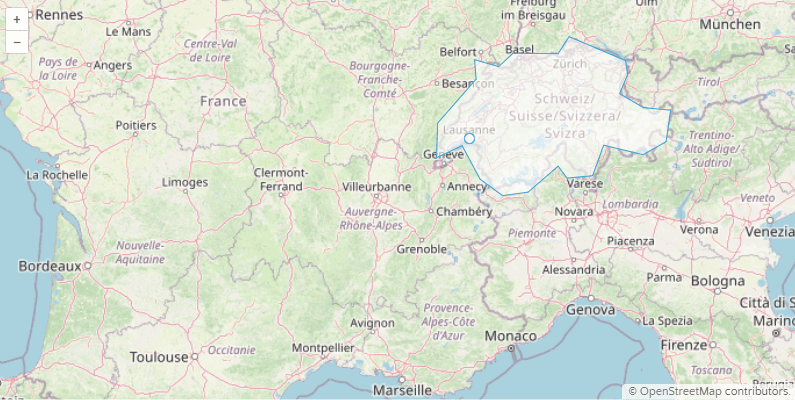 +
−
Rennes
Le Mans
Pays de
la Loire
Angers
Centre-Val
de Loire
France
Poitiers
La Rochelle
Limoges
Clermont-
Ferrand
Nouvelle-
Aquitaine
Bordeaux
Toulouse
Occitanie
Montpellier
Avignon
Marseille
Provence-
Alpes-Côte
d'Azur
Monaco
Bourgogne-
Franche-
Comté
Belfort
Besançon
Villeurbanne
Auvergne-
Rhône-Alpes
Annecy
Chambéry
Grenoble
Genève
Lausanne
Freiburg
im Breisgau
Basel
Zürich
Schweiz/
Suisse/Svizzera/
Svizra
Ulm
München
Tirol
Trentino-
Alto Adige/
Südtirol
Varese
Novara
Lombardia
Piemonte
Piacenza
Verona
Veneto
Venezia
Alessandria
Parma
Bologna
Genova
La Spezia
Firenze
Toscana
Città di S
Marino
Perugia
© OpenStreetMap contributors.